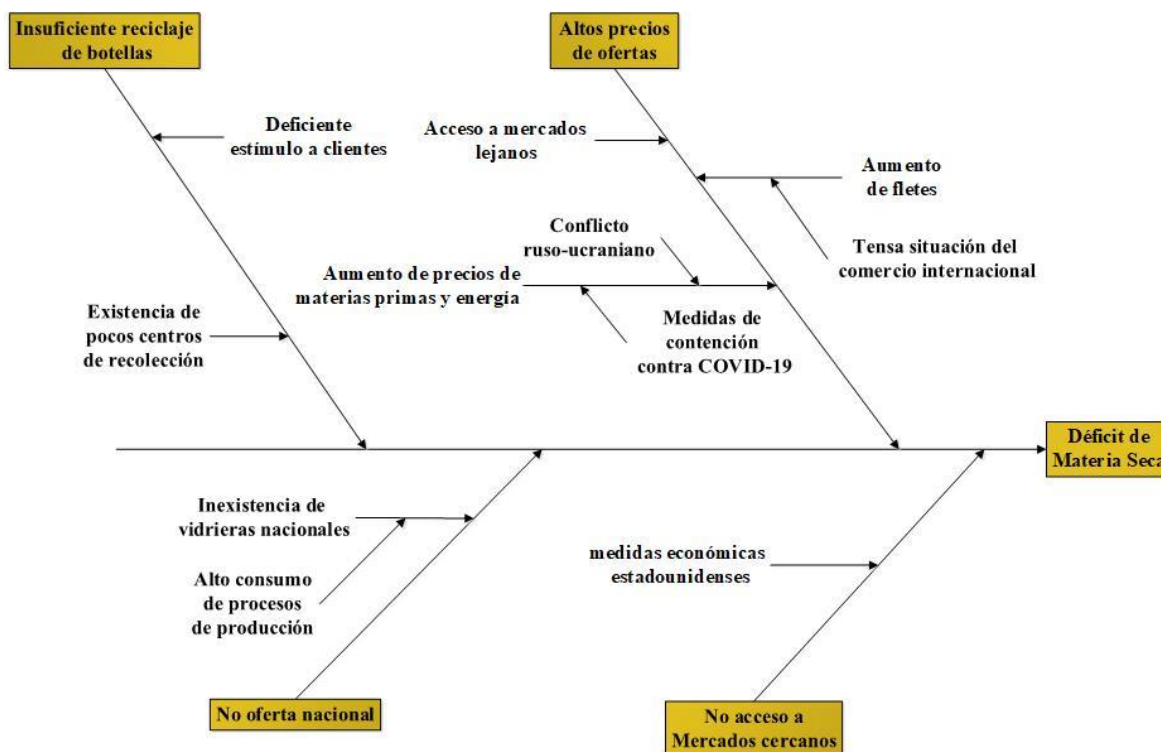 Insuficiente reciclaje
de botellas
Altos precios
de ofertas
Deficiente
estímulo a clientes
Acceso a mercados
lejanos
Aumento
de fletes
Conflicto
ruso-ucraniano
Tensa situación del
comercio internacional
Aumento de precios de
materias primas y energía
Existencia de
pocos centros
de recolección
Medidas de
contención
contra COVID-19
Déficit de
Materia Seca
Inexistencia de
vidrieras nacionales
medidas económicas
estadounidenses
Alto consumo
de procesos
de producción
No oferta nacional
No acceso a
Mercados cercanos